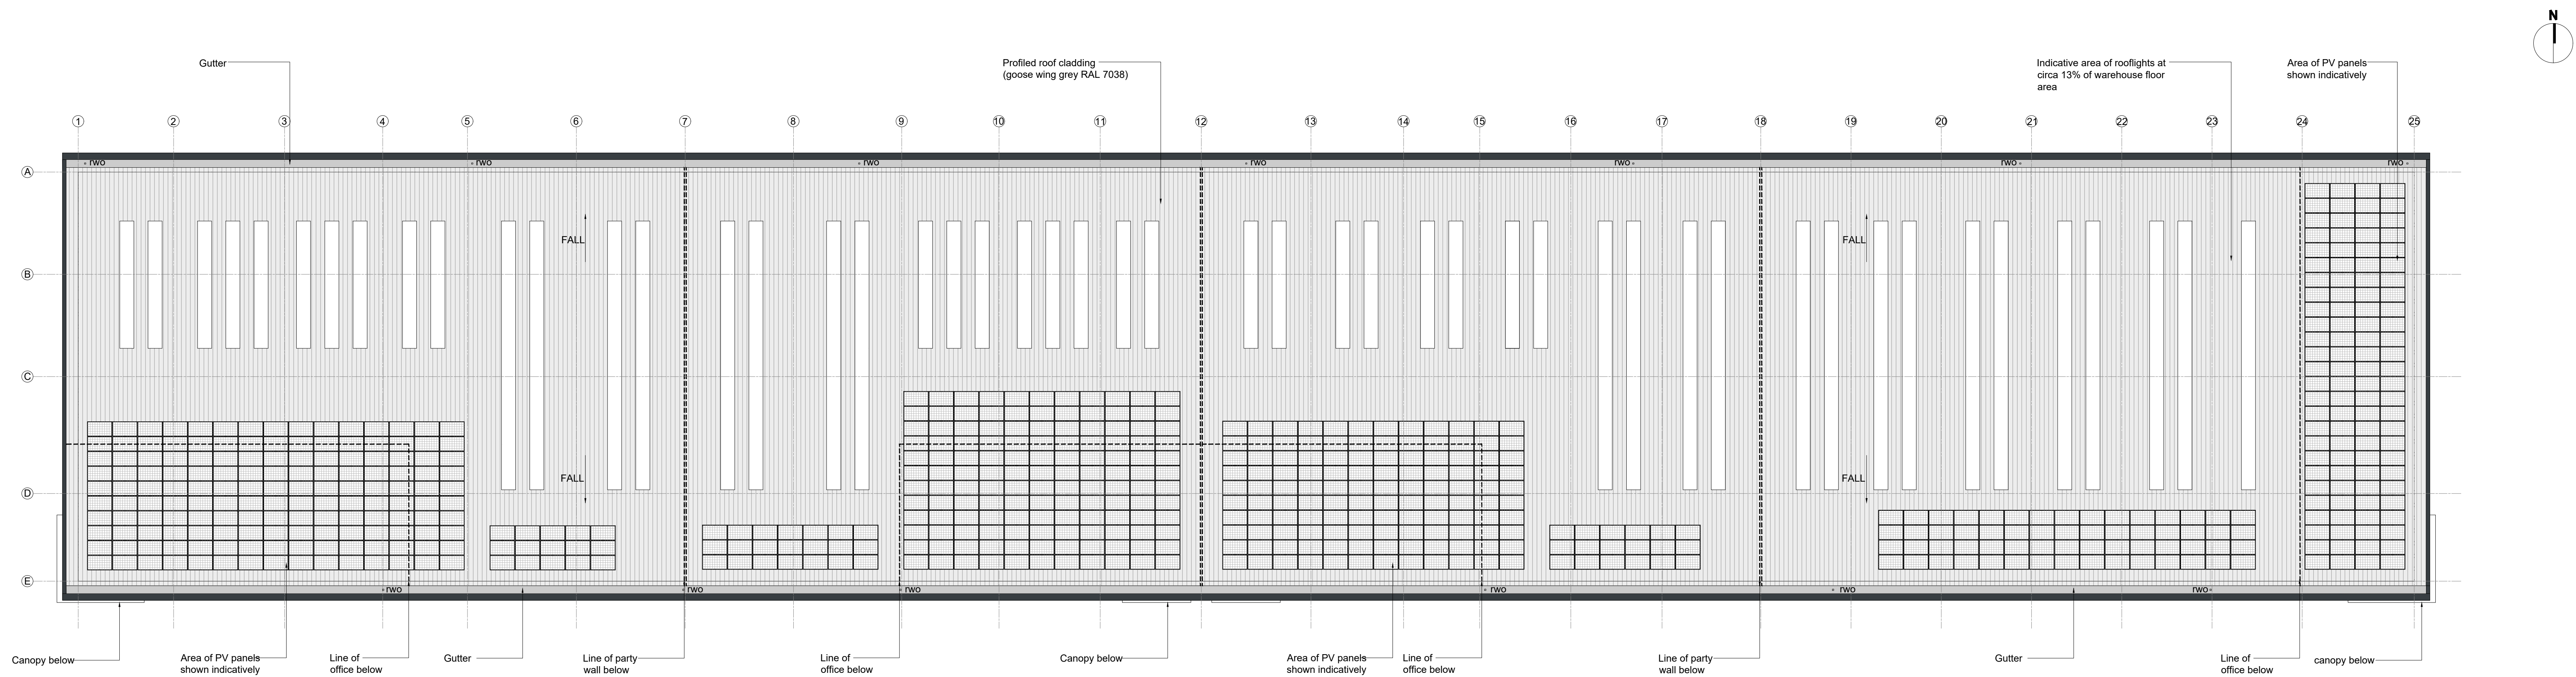 N
Gutter
Profiled roof cladding
(goose wing grey RAL 7038)
Indicative area of rooflights at
circa 13% of warehouse floor
area
Area of PV panels
shown indicatively
1 2 3 4 5 6 7 8 9 10 11 12 13 14 15 16 17 18 19 20 21 22 23 24 25
rwo rwo rwo rwo rwo rwo rwo
A
FALL FALL
B
C
FALL FALL
D
E
rwo rwo rwo rwo rwo rwo
Canopy below
Area of PV panels
shown indicatively
Line of
office below
Gutter
Line of party
wall below
Line of
office below
Canopy below
Area of PV panels
shown indicatively
Line of
office below
Line of party
wall below
Gutter
Line of
office below
canopy below